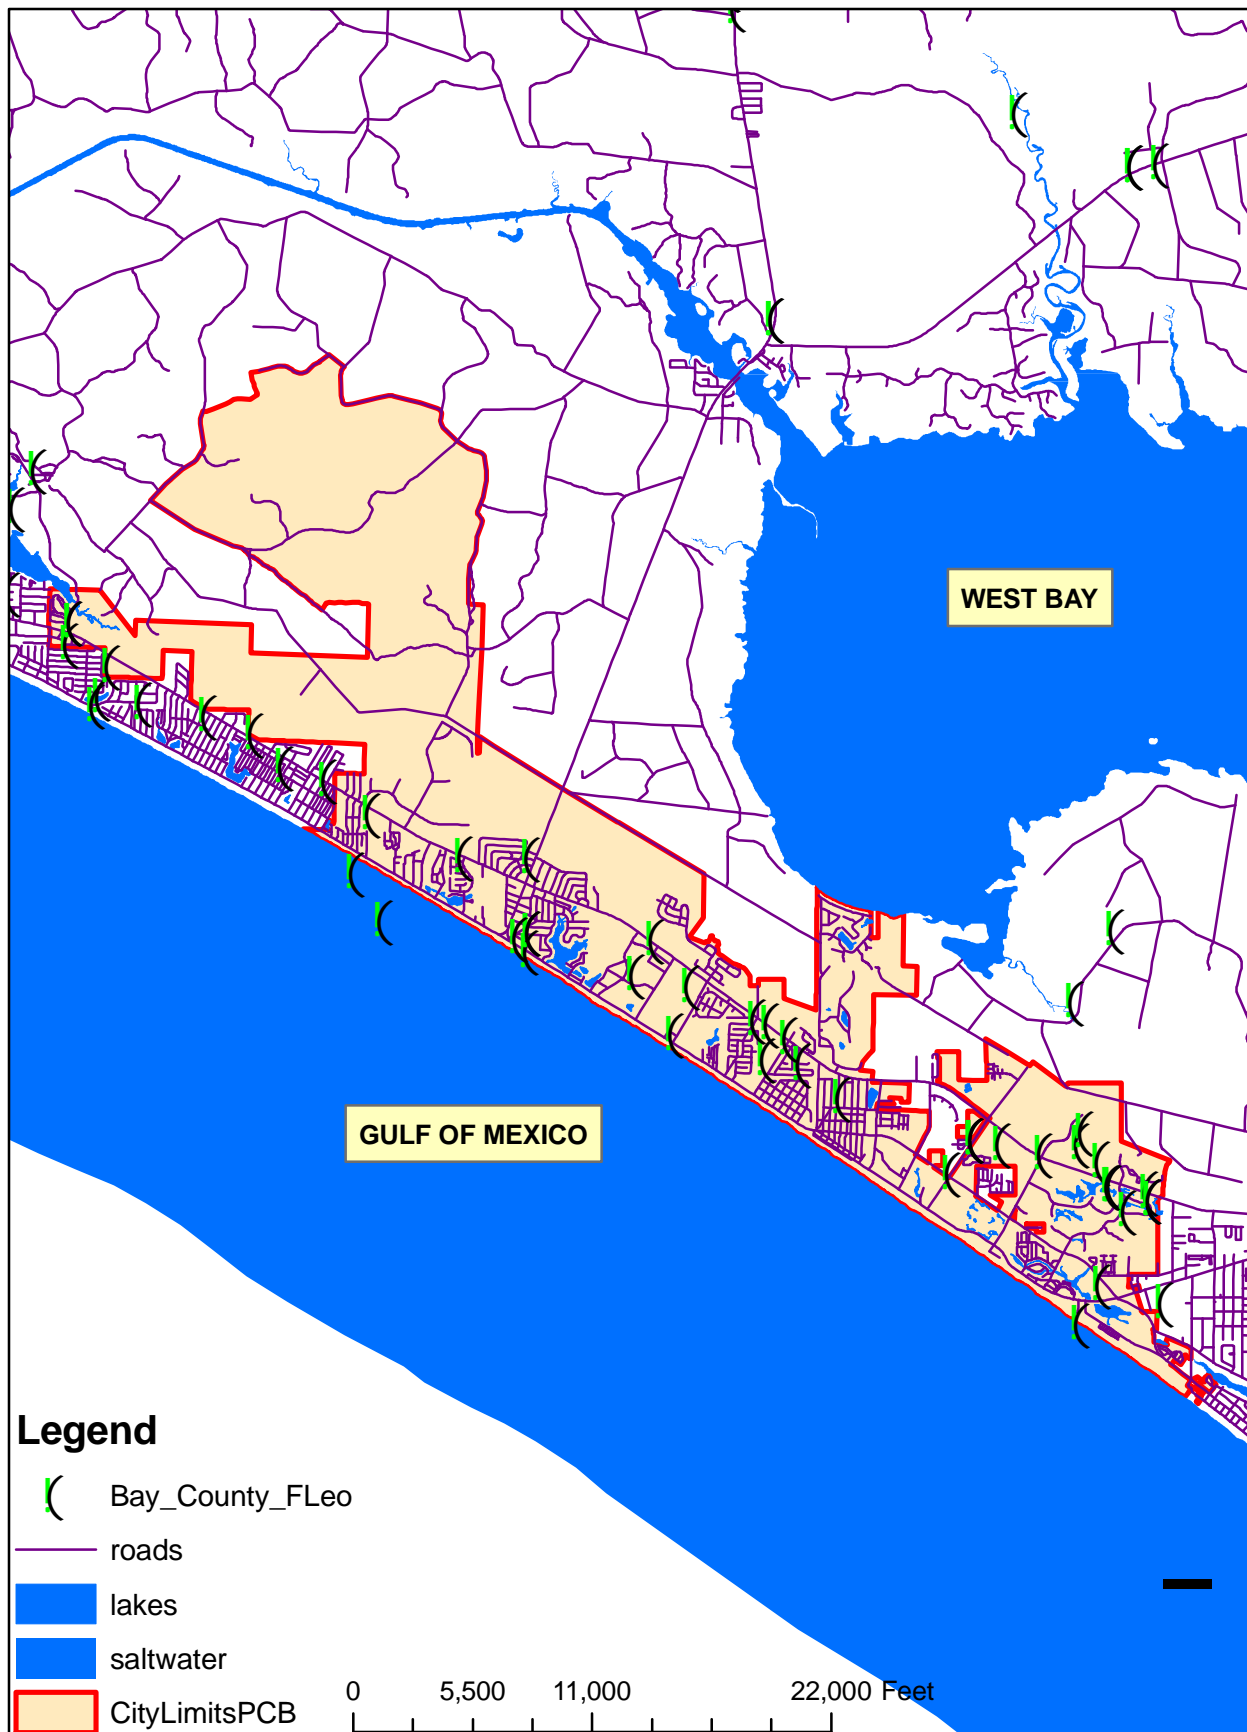 WEST BAY
GULF OF MEXICO
Legend
Bay_County_FLeo
roads
lakes
saltwater
CityLimitsPCB
0 5,500 11,000 22,000 Feet